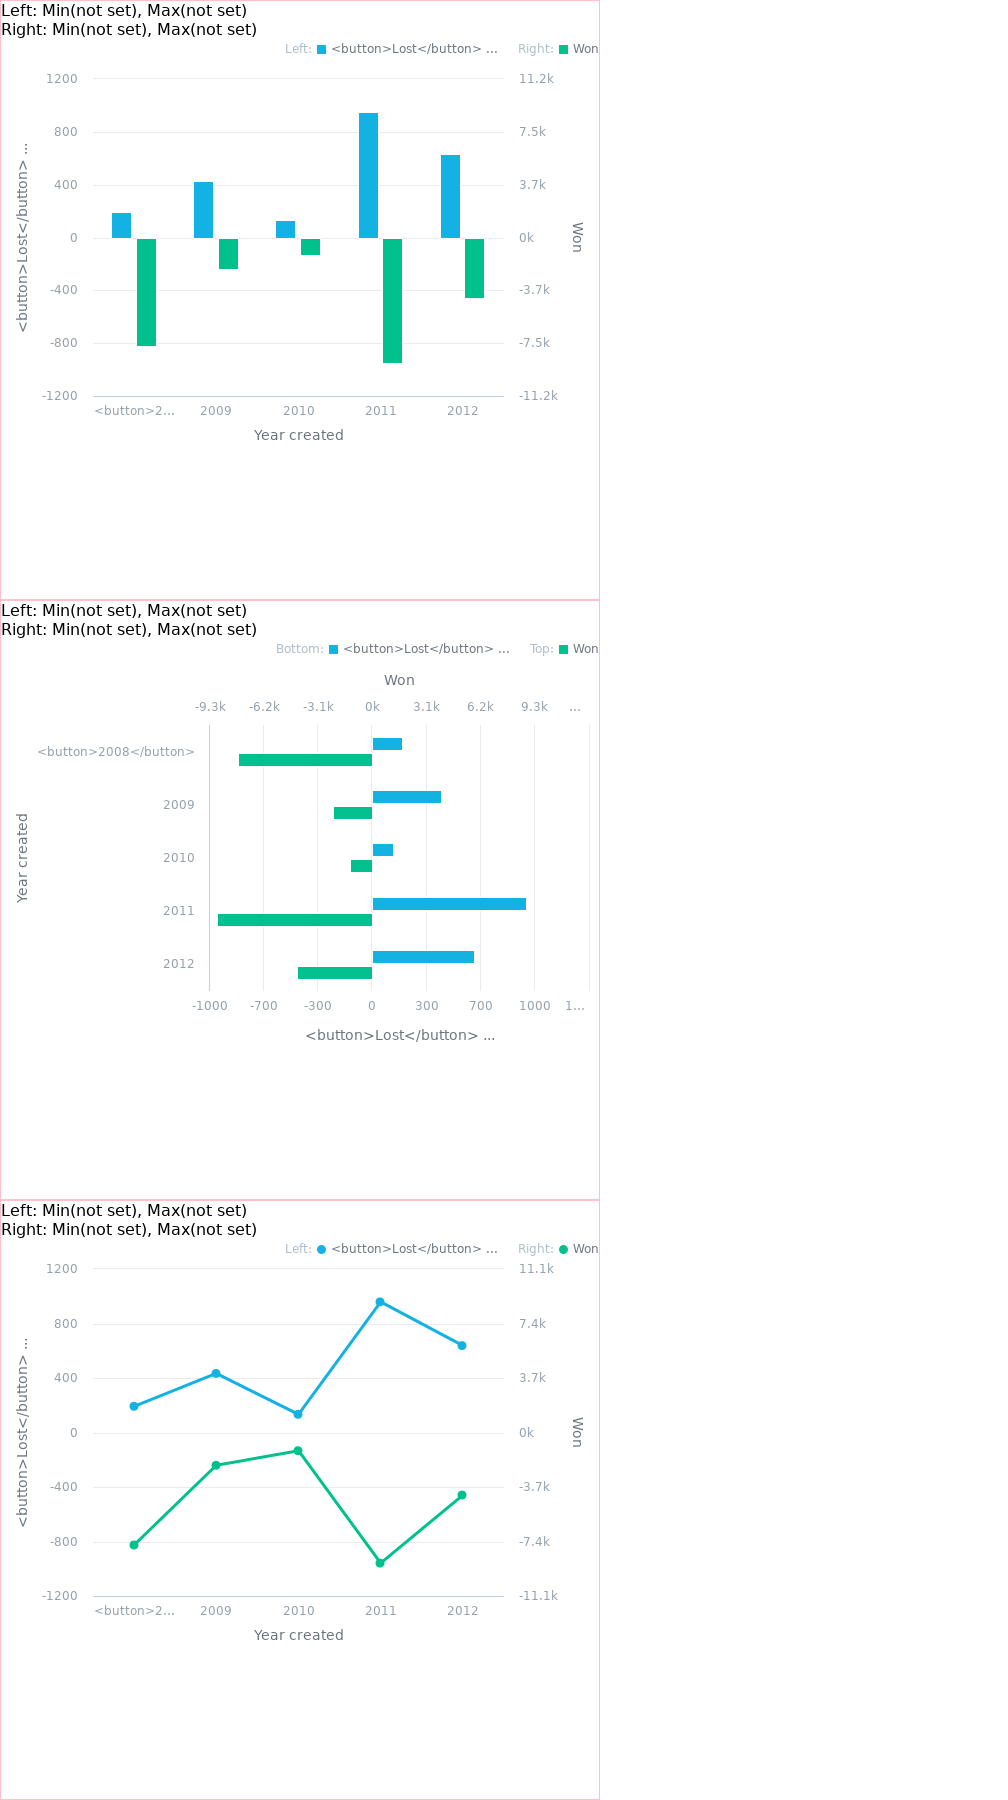 Left: Min(not set), Max(not set)
Right: Min(not set), Max(not set)
Left: <button>Lost</button> ... Right: Won
1200 11.2k
800 7.5k
400 3.7k
0 0k
-400 -3.7k
-800 -7.5k
-1200 -11.2k
<button>Lost</button> ...
Won
<button>2... 2009 2010 2011 2012
Year created
Left: Min(not set), Max(not set)
Right: Min(not set), Max(not set)
Bottom: <button>Lost</button> ... Top: Won
Won
-9.3k -6.2k -3.1k 0k 3.1k 6.2k 9.3k ...
<button>2008</button>
2009
2010
2011
2012
Year created
-1000 -700 -300 0 300 700 1000 1...
<button>Lost</button> ...
Left: Min(not set), Max(not set)
Right: Min(not set), Max(not set)
Left: <button>Lost</button> ... Right: Won
1200 11.1k
800 7.4k
400 3.7k
0 0k
-400 -3.7k
-800 -7.4k
-1200 -11.1k
<button>Lost</button> ...
Won
<button>2... 2009 2010 2011 2012
Year created